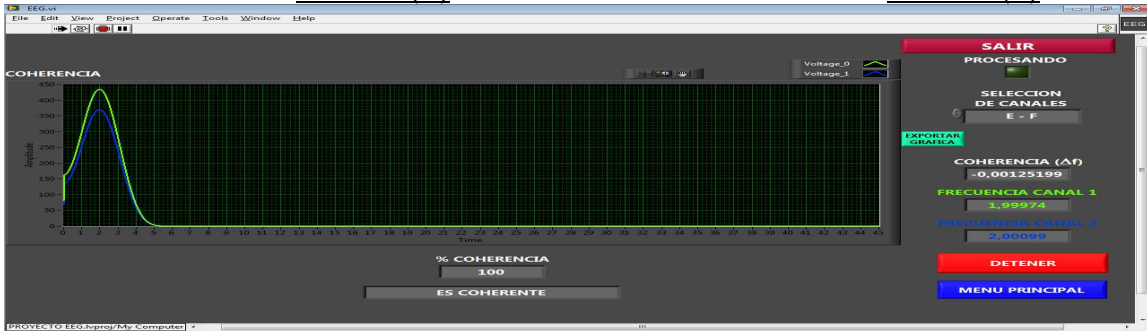 EEG.vi
File Edit View Project Operate Tools Window Help
EEG
SALIR
PROCESANDO
COHERENCIA
Voltage_0
Voltage_1
SELECCION
DE CANALES
6 E - F
EXPORTAR
GRAFICA
COHERENCIA (Δf)
-0,00125199
FRECUENCIA CANAL 1
1,99974
FRECUENCIA CANAL 2
2,00099
Amplitude
450
400
350
300
250
200
150
100
50
0
0 1 2 3 4 5 6 7 8 9 10 11 12 13 14 15 16 17 18 19 20 21 22 23 24 25 26 27 28 29 30 31 32 33 34 35 36 37 38 39 40 41 42 43 44 45
Time
% COHERENCIA
100
ES COHERENTE
DETENER
MENU PRINCIPAL
PROYECTO EEG.lvproj/My Computer